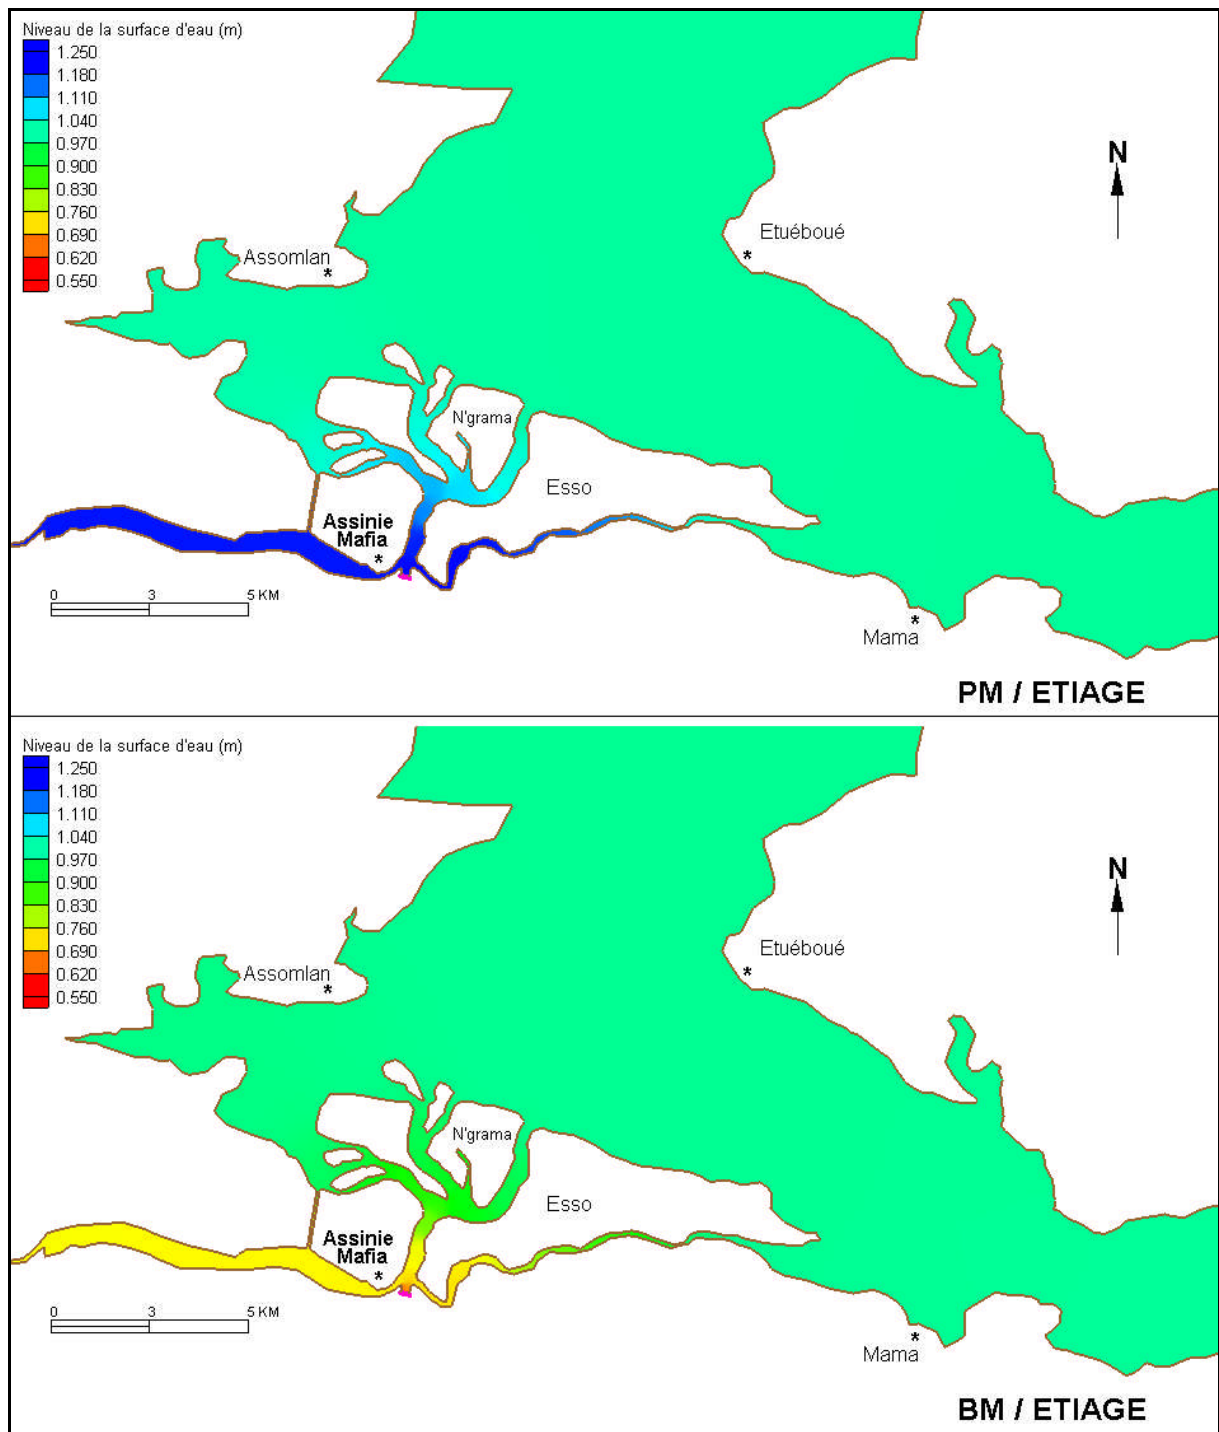 Niveau de la surface d'eau (m)
1.250
1.180
1.110
1.040
0.970
0.900
0.830
0.760
0.690
0.620
0.550
N
Etuéboué
*
Assomlan
*
N'grama
Esso
Assinie
Mafia
*
0 3 5 KM
*
Mama
PM / ETIAGE
Niveau de la surface d'eau (m)
1.250
1.180
1.110
1.040
0.970
0.900
0.830
0.760
0.690
0.620
0.550
N
Etuéboué
*
Assomlan
*
N'grama
Esso
Assinie
Mafia
*
0 3 5 KM
*
Mama
BM / ETIAGE